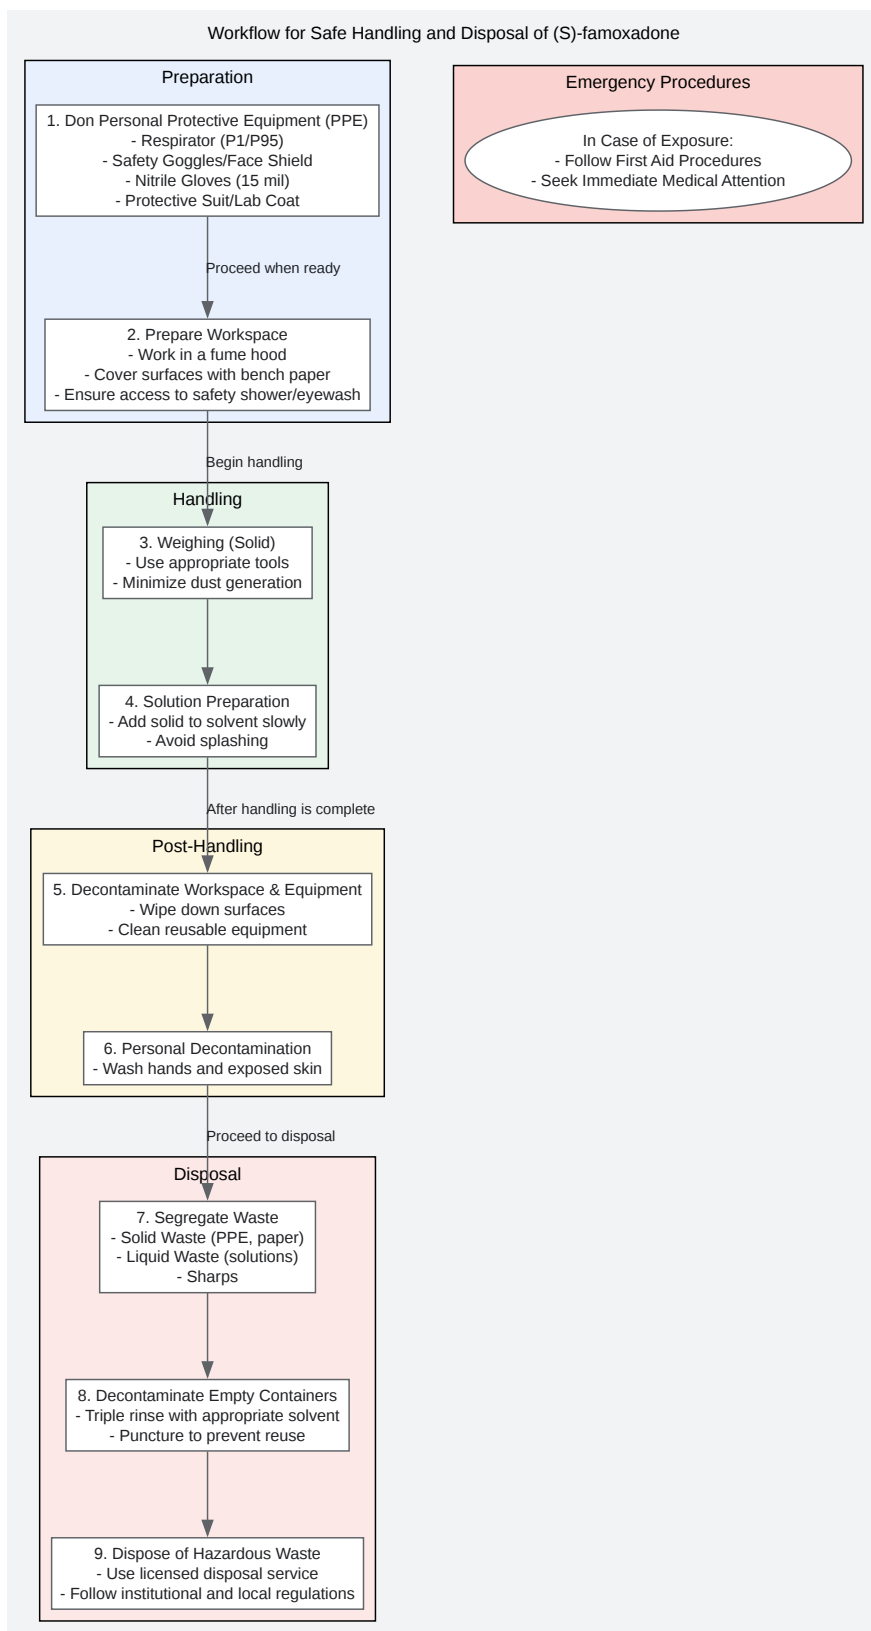 Workflow for Safe Handling and Disposal of (S)-famoxadone
Preparation
1. Don Personal Protective Equipment (PPE)
- Respirator (P1/P95)
- Safety Goggles/Face Shield
- Nitrile Gloves (15 mil)
- Protective Suit/Lab Coat
Proceed when ready
2. Prepare Workspace
- Work in a fume hood
- Cover surfaces with bench paper
- Ensure access to safety shower/eyewash
Begin handling
Handling
3. Weighing (Solid)
- Use appropriate tools
- Minimize dust generation
4. Solution Preparation
- Add solid to solvent slowly
- Avoid splashing
After handling is complete
Post-Handling
5. Decontaminate Workspace & Equipment
- Wipe down surfaces
- Clean reusable equipment
6. Personal Decontamination
- Wash hands and exposed skin
Proceed to disposal
Disposal
7. Segregate Waste
- Solid Waste (PPE, paper)
- Liquid Waste (solutions)
- Sharps
8. Decontaminate Empty Containers
- Triple rinse with appropriate solvent
- Puncture to prevent reuse
9. Dispose of Hazardous Waste
- Use licensed disposal service
- Follow institutional and local regulations
Emergency Procedures
In Case of Exposure:
- Follow First Aid Procedures
- Seek Immediate Medical Attention